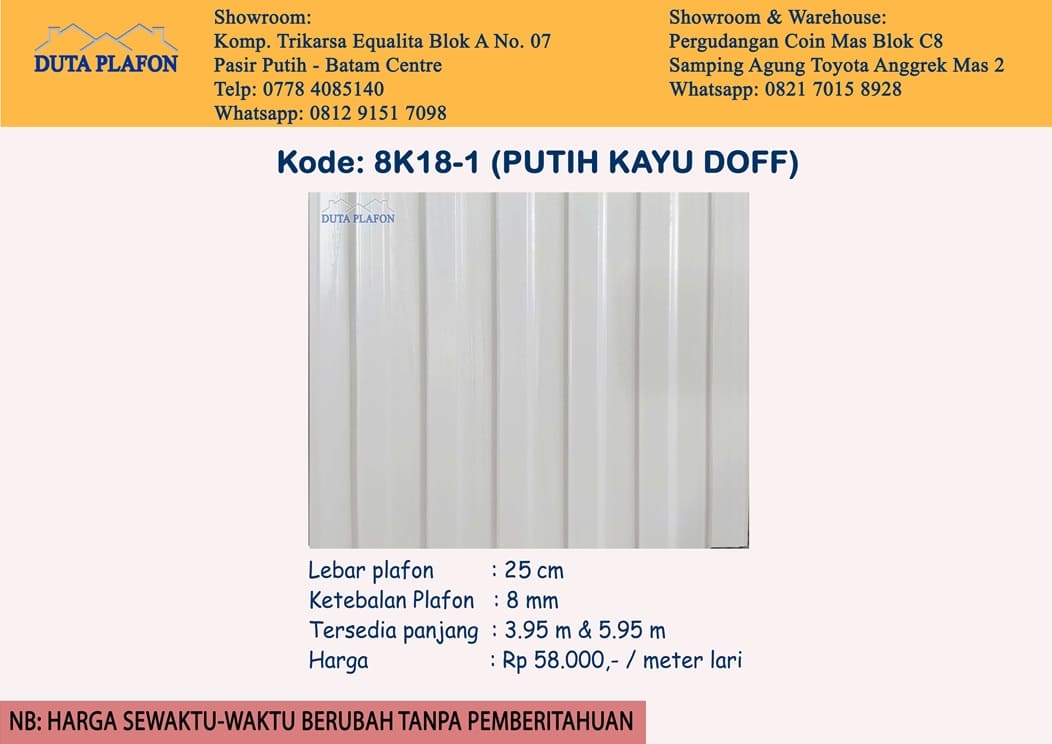 DUTA PLAFON
Showroom:
Komp. Trikarsa Equalita Blok A No. 07
Pasir Putih - Batam Centre
Telp: 0778 4085140
Whatsapp: 0812 9151 7098
Showroom & Warehouse:
Pergudangan Coin Mas Blok C8
Samping Agung Toyota Anggrek Mas 2
Whatsapp: 0821 7015 8928
Kode: 8K18-1 (PUTIH KAYU DOFF)
DUTA PLAFON
Lebar plafon : 25 cm
Ketebalan Plafon : 8 mm
Tersedia panjang : 3.95 m & 5.95 m
Harga : Rp 58.000,- / meter lari
NB: HARGA SEWAKTU-WAKTU BERUBAH TANPA PEMBERITAHUAN